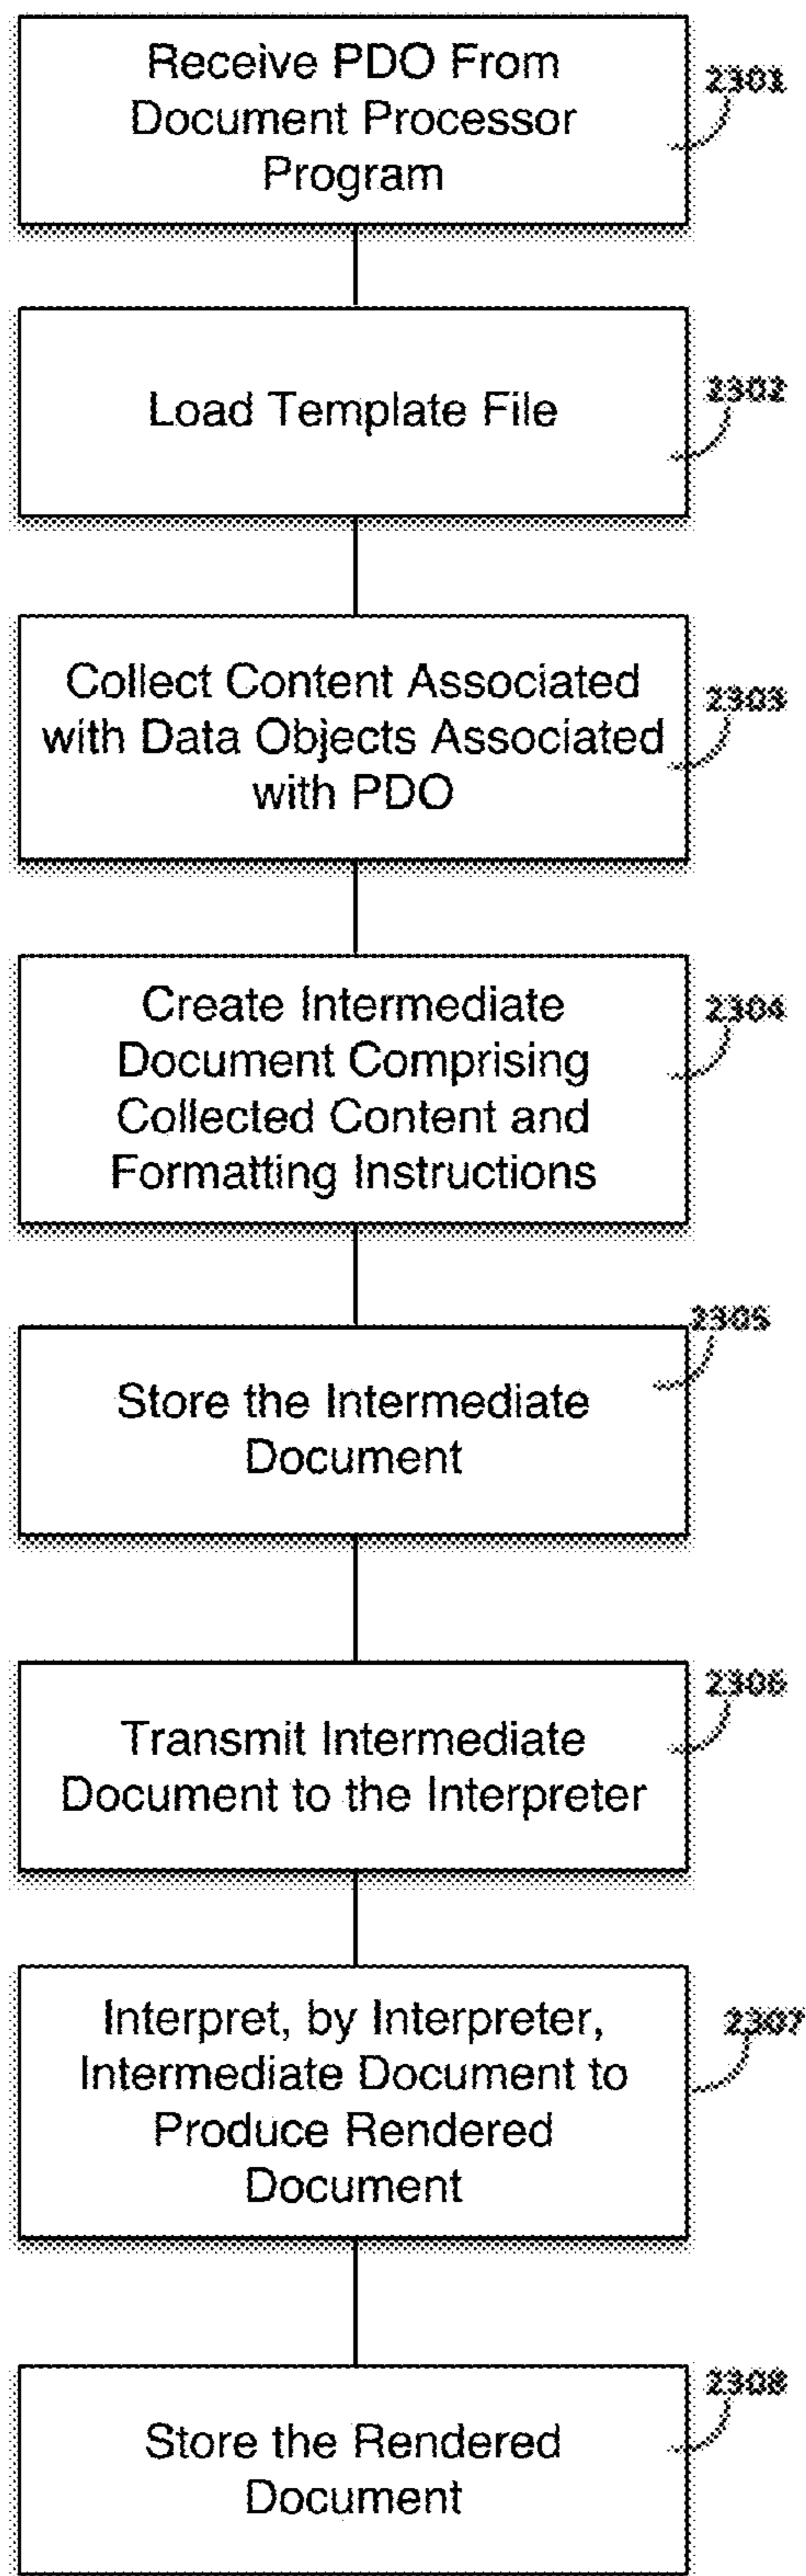 Receive PDO From
Document Processor
Program
2301
Load Template File
2302
Collect Content Associated
with Data Objects Associated
with PDO
2303
Create Intermediate
Document Comprising
Collected Content and
Formatting Instructions
2304
Store the Intermediate
Document
2305
Transmit Intermediate
Document to the Interpreter
2306
Interpret, by Interpreter,
Intermediate Document to
Produce Rendered
Document
2307
Store the Rendered
Document
2308